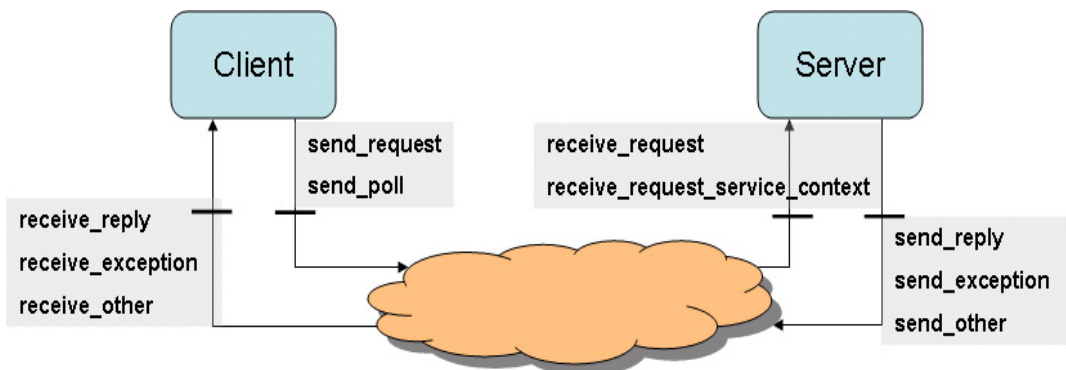 Client
Server
send_request
send_poll
receive_request
receive_request_service_context
receive_reply
receive_exception
receive_other
send_reply
send_exception
send_other